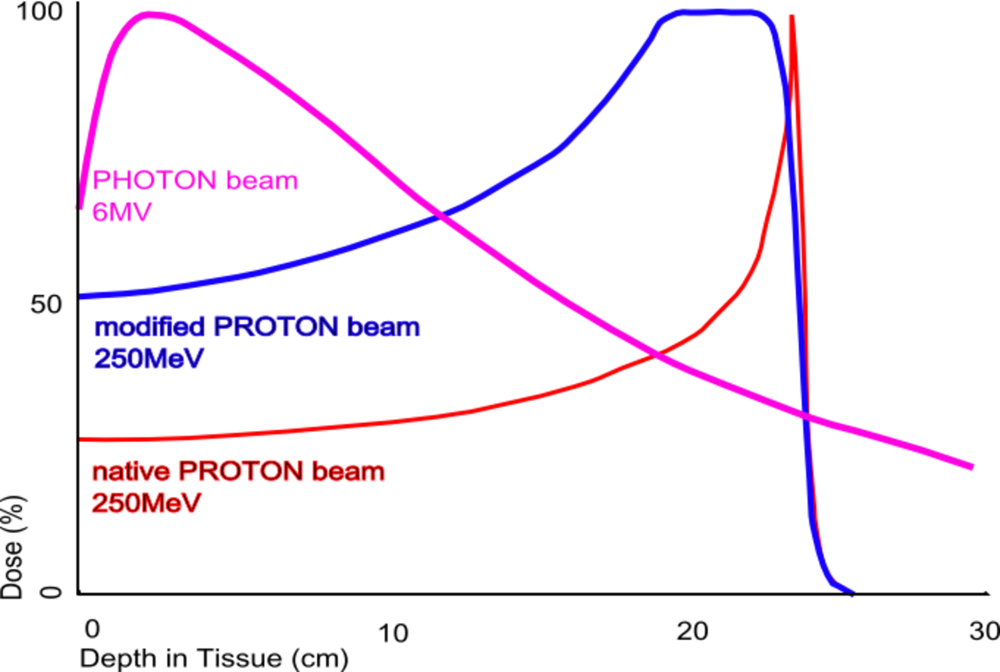 100
PHOTON beam
6MV
50
modified PROTON beam
250MeV
native PROTON beam
250MeV
Dose (%)
0
0
10
20
30
Depth in Tissue (cm)